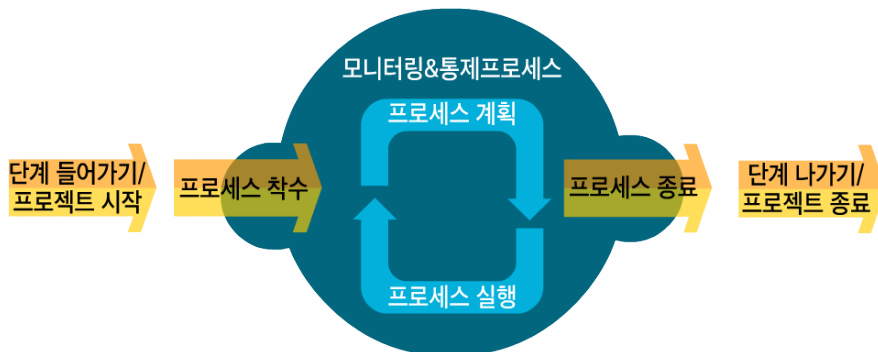 모니터링&통제프로세스
프로세스 계획
단계 들어가기/
프로젝트 시작
프로세스 착수
프로세스 종료
단계 나가기/
프로젝트 종료
프로세스 실행